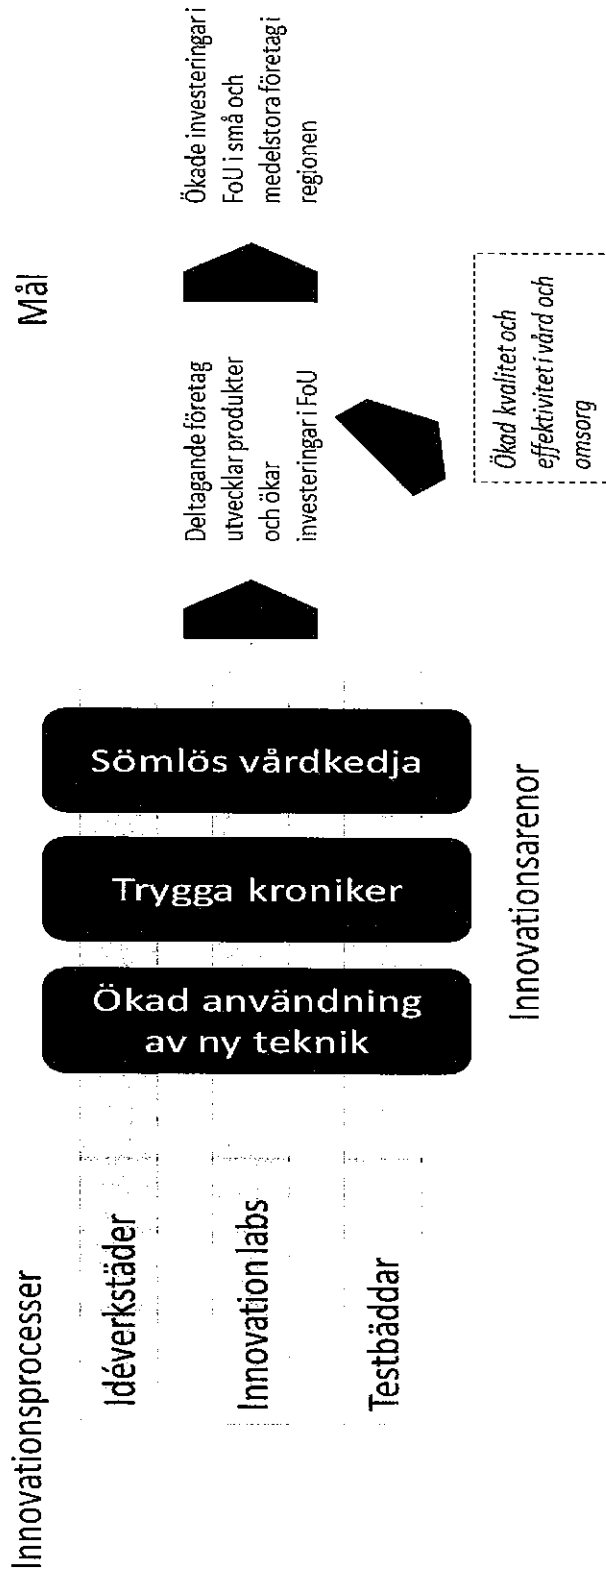 Innovationsprocesser
Idéverkstäder
Innovation labs
Testbäddar
Ökad användning
av ny teknik
Trygga kroniker
Sömlös vårdkedja
Innovationsarenor
Mål
Deltagande företag
utvecklar produkter
och ökar
investeringar i FoU
Ökade investeringar i
FoU i små och
medelstora företag i
regionen
Ökad kvalitet och
effektivitet i vård och
omsorg